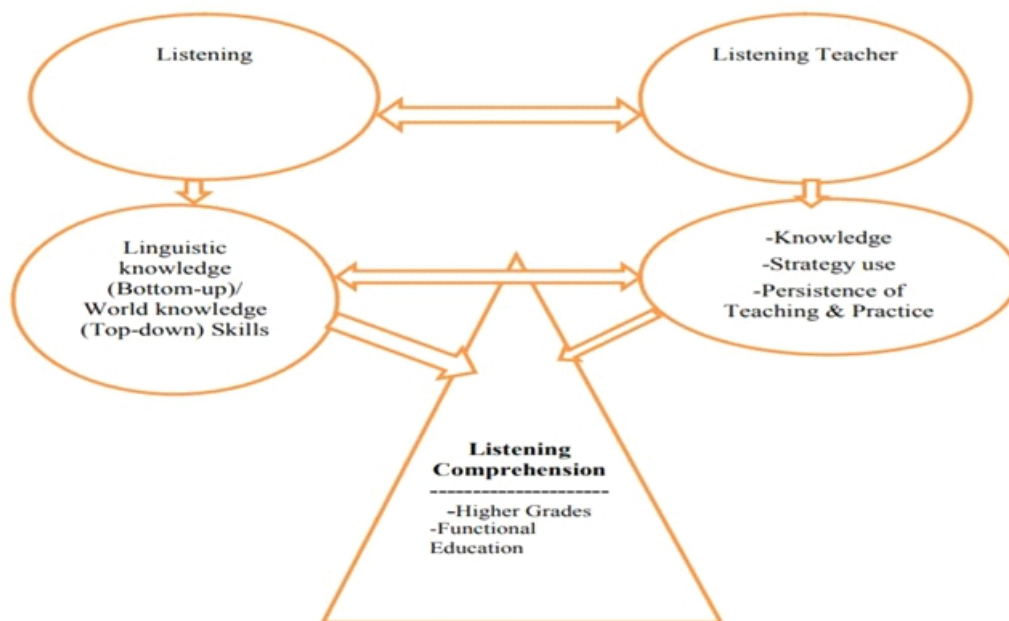 Listening
Listening Teacher
Linguistic
knowledge
(Bottom-up)/
World knowledge
(Top-down) Skills
-Knowledge
-Strategy use
-Persistence of
Teaching & Practice
Listening
Comprehension
----------------------
-Higher Grades
-Functional
Education